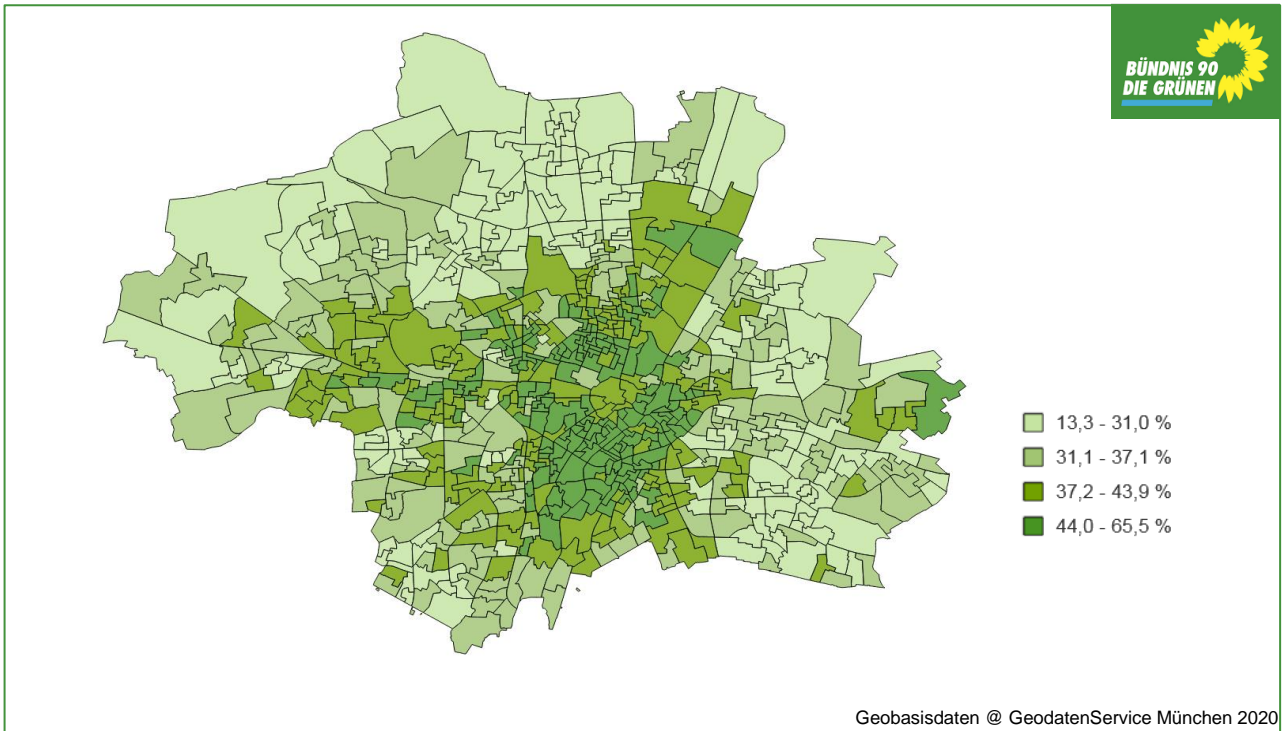 BÜNDNIS 90
DIE GRÜNEN
13,3 - 31,0 %
31,1 - 37,1 %
37,2 - 43,9 %
44,0 - 65,5 %
Geobasisdaten @ GeodatenService München 2020